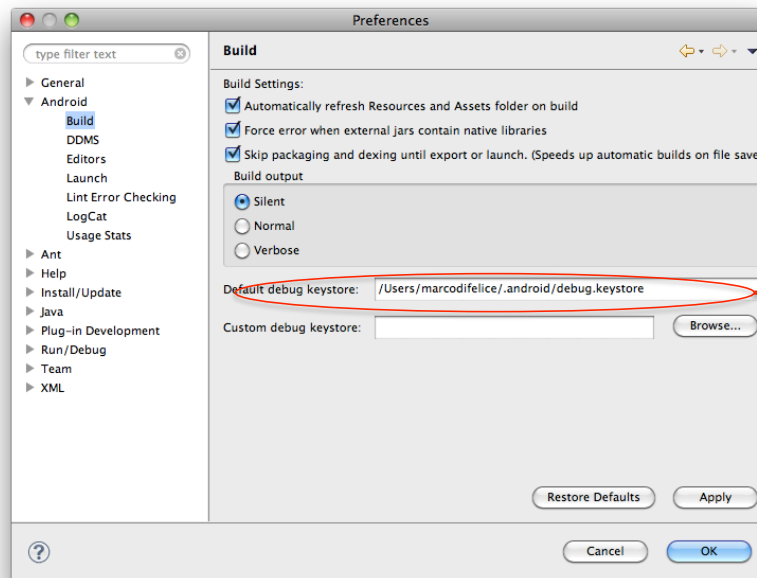 Preferences
type filter text
Build
General
Android
Build
DDMS
Editors
Launch
Lint Error Checking
LogCat
Usage Stats
Ant
Help
Install/Update
Java
Plug-in Development
Run/Debug
Team
XML
Build Settings:
Automatically refresh Resources and Assets folder on build
Force error when external jars contain native libraries
Skip packaging and dexing until export or launch. (Speeds up automatic builds on file save
Build output
Silent
Normal
Verbose
Default debug keystore: /Users/marcodifelice/.android/debug.keystore
Custom debug keystore:
Browse...
Restore Defaults
Apply
?
Cancel
OK